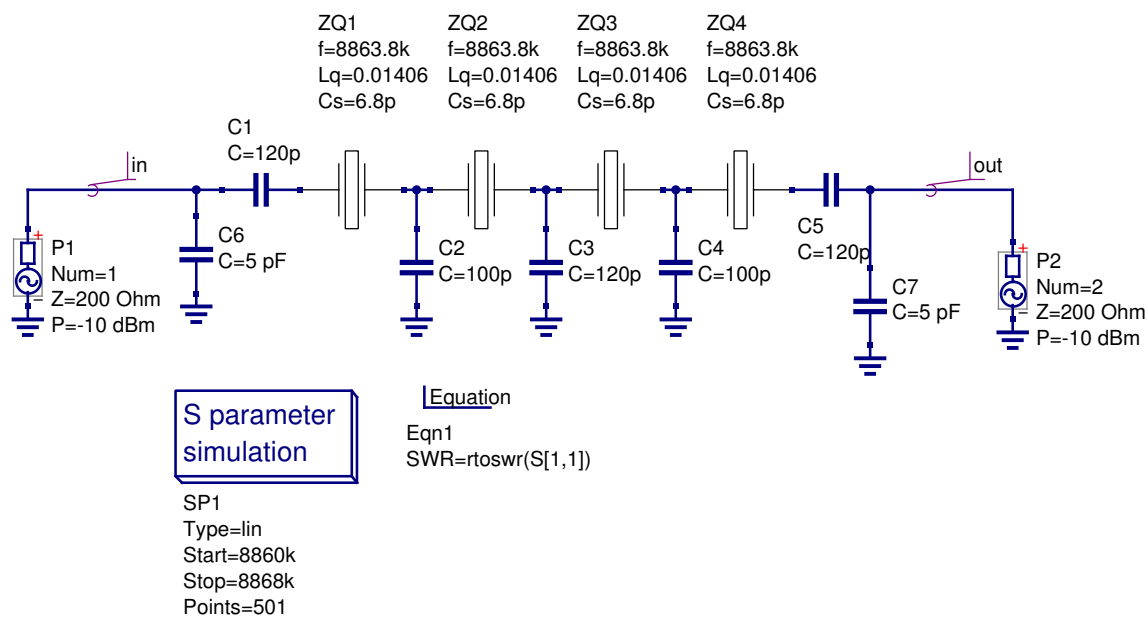 ZQ1
f=8863.8k
Lq=0.01406
Cs=6.8p
ZQ2
f=8863.8k
Lq=0.01406
Cs=6.8p
ZQ3
f=8863.8k
Lq=0.01406
Cs=6.8p
ZQ4
f=8863.8k
Lq=0.01406
Cs=6.8p
C1
C=120p
in
out
C6
C=5 pF
C2
C=100p
C3
C=120p
C4
C=100p
C5
C=120p
C7
C=5 pF
+
P1
Num=1
Z=200 Ohm
P=-10 dBm
+
P2
Num=2
Z=200 Ohm
P=-10 dBm
S parameter
simulation
SP1
Type=lin
Start=8860k
Stop=8868k
Points=501
Equation
Eqn1
SWR=rtoswr(S[1,1])